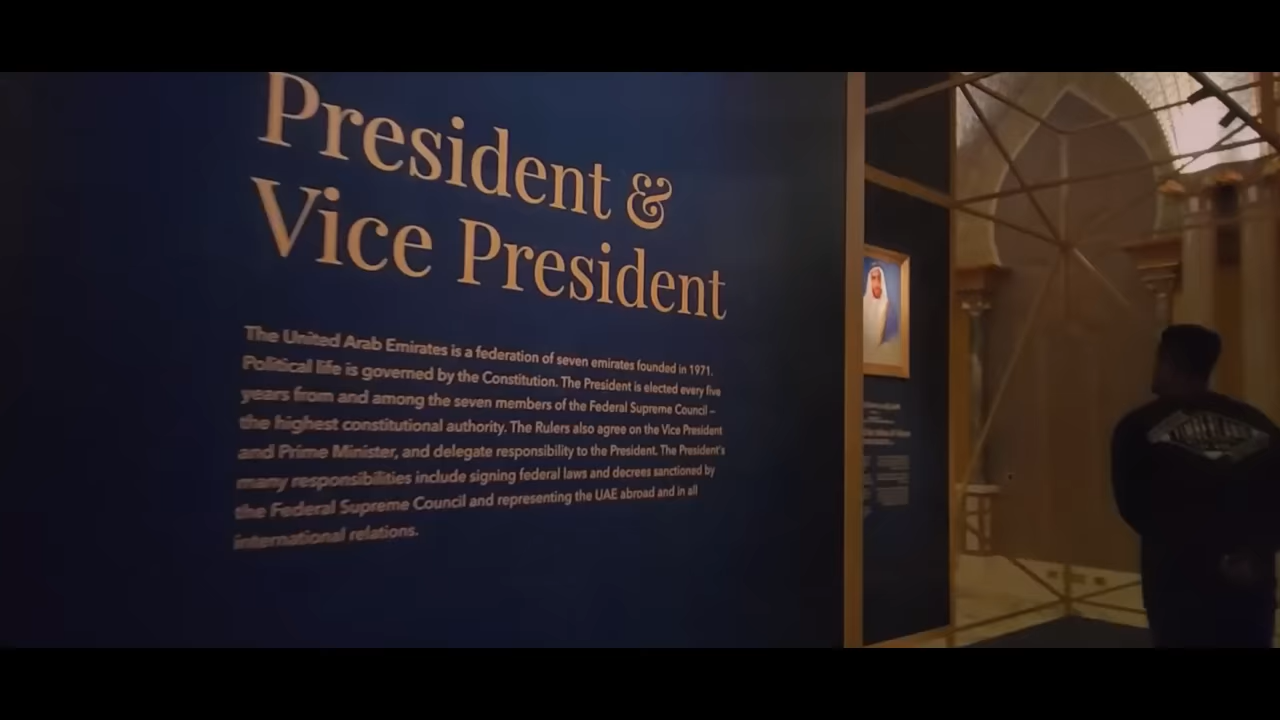 President &
Vice President
The United Arab Emirates is a federation of seven emirates founded in 1971.
Political life is governed by the Constitution. The President is elected every five
years from and among the seven members of the Federal Supreme Council –
the highest constitutional authority. The Rulers also agree on the Vice President
and Prime Minister, and delegate responsibility to the President. The President's
many responsibilities include signing federal laws and decrees sanctioned by
the Federal Supreme Council and representing the UAE abroad and in all
international relations.